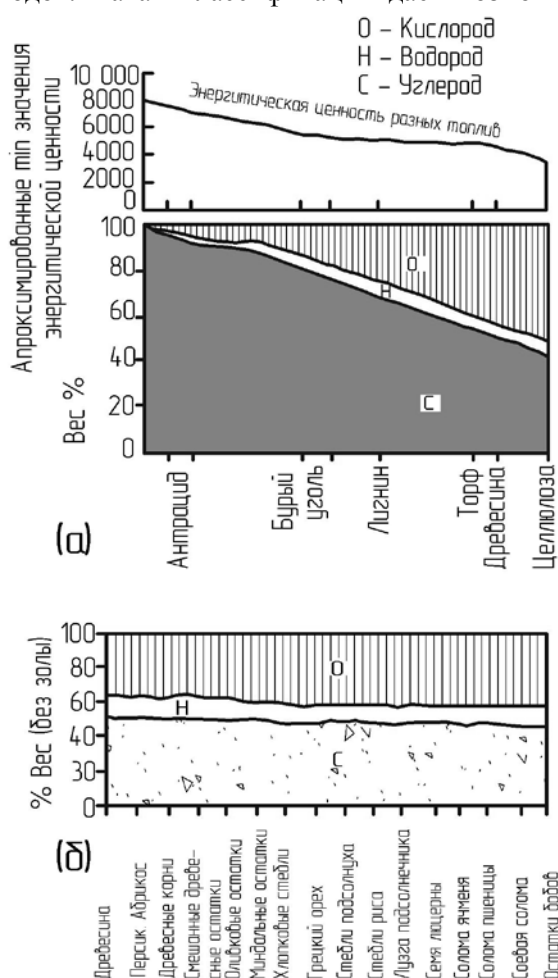 О – Кислород
Н – Водород
С – Углерод
Апроксимированные min значения
энергитической ценности
10 000
8000
6000
4000
2000
0
Энергитическая ценность разных топлив
Вес %
100
80
60
40
20
0
О
Н
С
Антрацид
Бурый
уголь
Лигнин
Торф
Древесина
Целлюлоза
(а)
% Вес (без золы)
100
80
60
40
30
0
О
Н
С
(б)
Древесина
Персик. Абрикос
Древесные корни
Смешанные древе-
сные остатки
Оливковые остатки
Миндальные остатки
Хлопковые стебли
Грецкий орех
Стебли подсолнуха
Стебли риса
Лузга подсолнечника
Семя люцерны
Солома ячменя
Солома пшеницы
Соевая солома
Остатки бобов